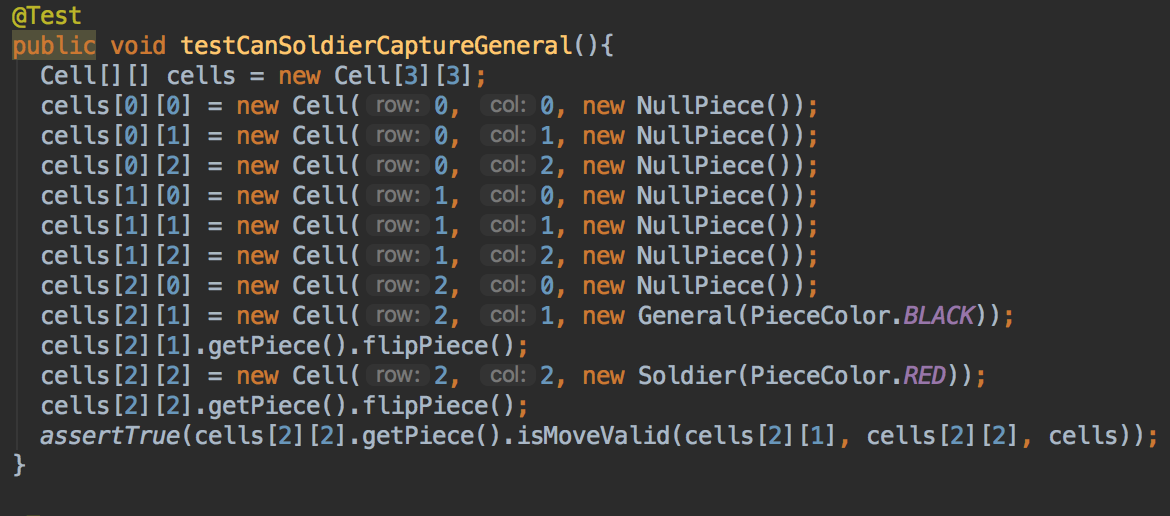 @Test
public void testCanSoldierCaptureGeneral(){
Cell[][] cells = new Cell[3][3];
cells[0][0] = new Cell( row: 0, col: 0, new NullPiece());
cells[0][1] = new Cell( row: 0, col: 1, new NullPiece());
cells[0][2] = new Cell( row: 0, col: 2, new NullPiece());
cells[1][0] = new Cell( row: 1, col: 0, new NullPiece());
cells[1][1] = new Cell( row: 1, col: 1, new NullPiece());
cells[1][2] = new Cell( row: 1, col: 2, new NullPiece());
cells[2][0] = new Cell( row: 2, col: 0, new NullPiece());
cells[2][1] = new Cell( row: 2, col: 1, new General(PieceColor.BLACK));
cells[2][1].getPiece().flipPiece();
cells[2][2] = new Cell( row: 2, col: 2, new Soldier(PieceColor.RED));
cells[2][2].getPiece().flipPiece();
assertTrue(cells[2][2].getPiece().isMoveValid(cells[2][1], cells[2][2], cells));
}